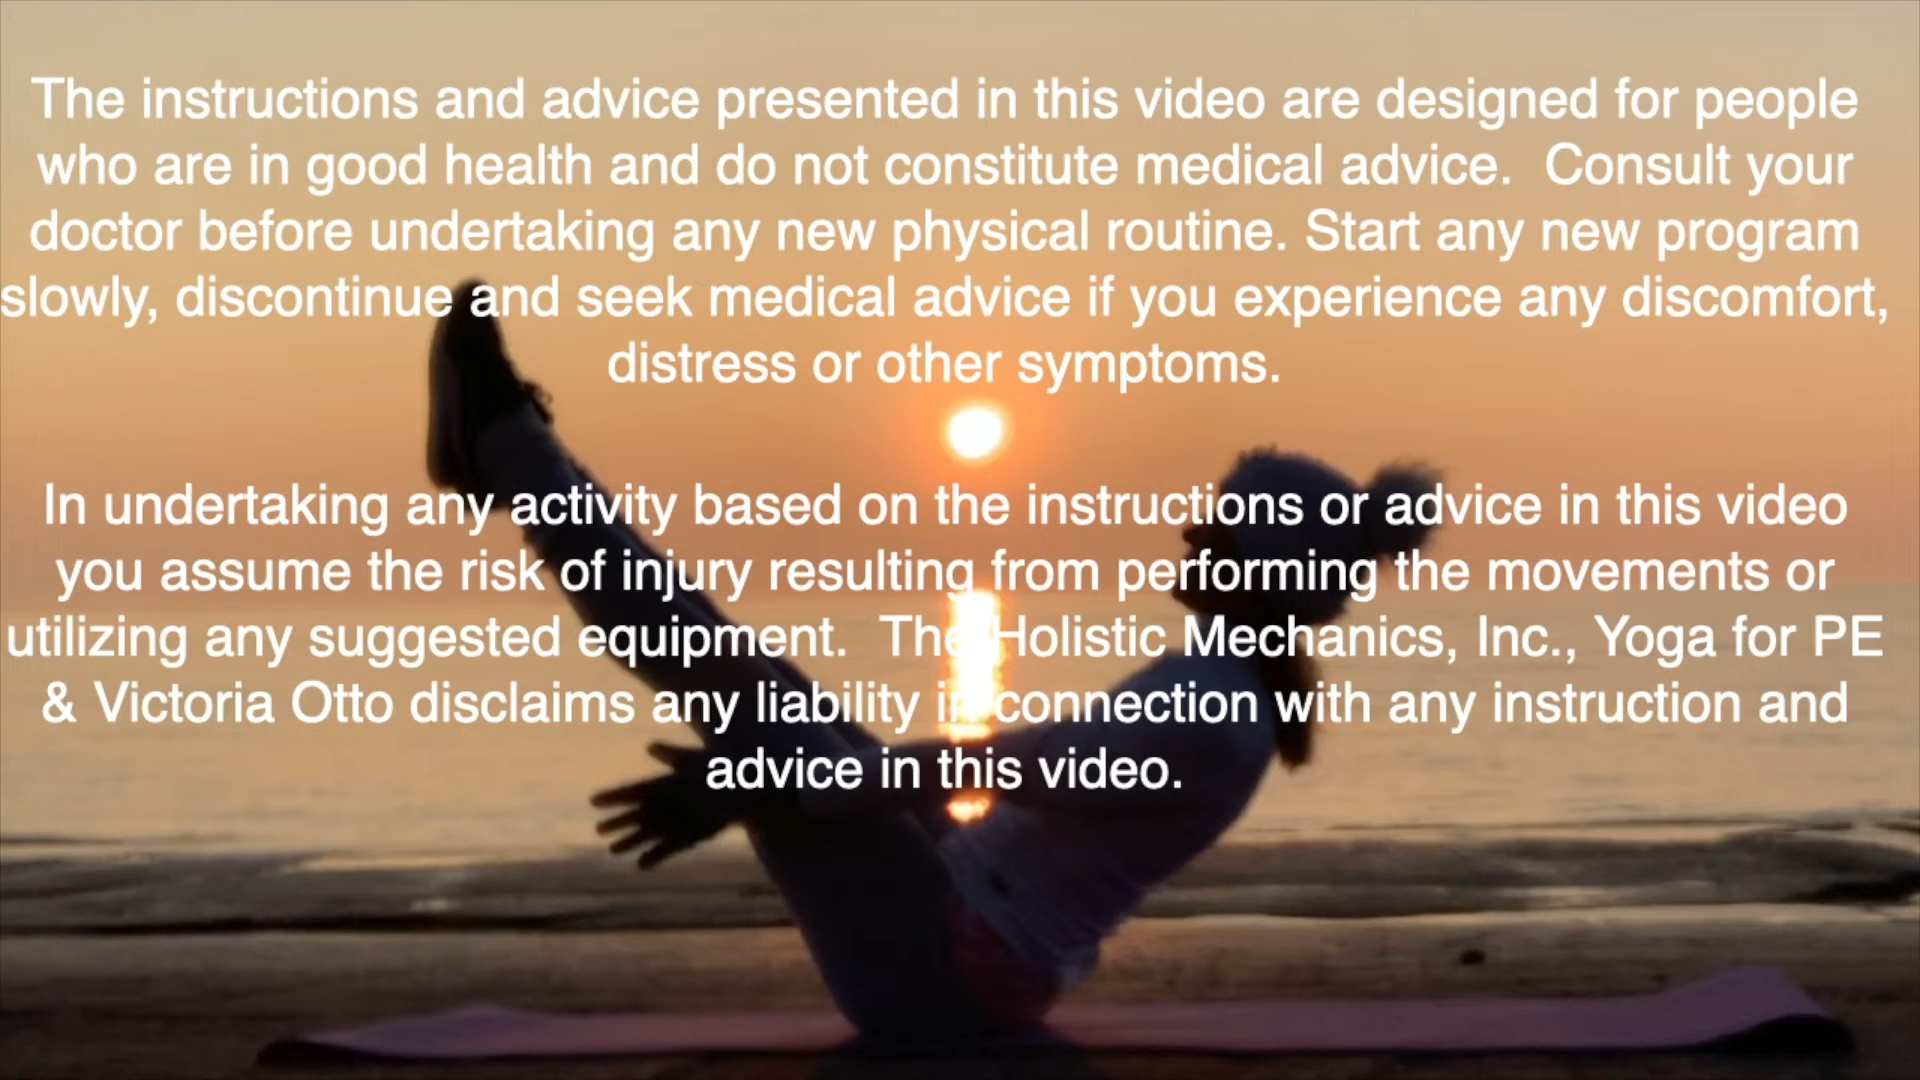 The instructions and advice presented in this video are designed for people
who are in good health and do not constitute medical advice.  Consult your
doctor before undertaking any new physical routine. Start any new program
slowly, discontinue and seek medical advice if you experience any discomfort,
distress or other symptoms.
In undertaking any activity based on the instructions or advice in this video
you assume the risk of injury resulting from performing the movements or
utilizing any suggested equipment.  The Holistic Mechanics, Inc., Yoga for PE
& Victoria Otto disclaims any liability in connection with any instruction and
advice in this video.